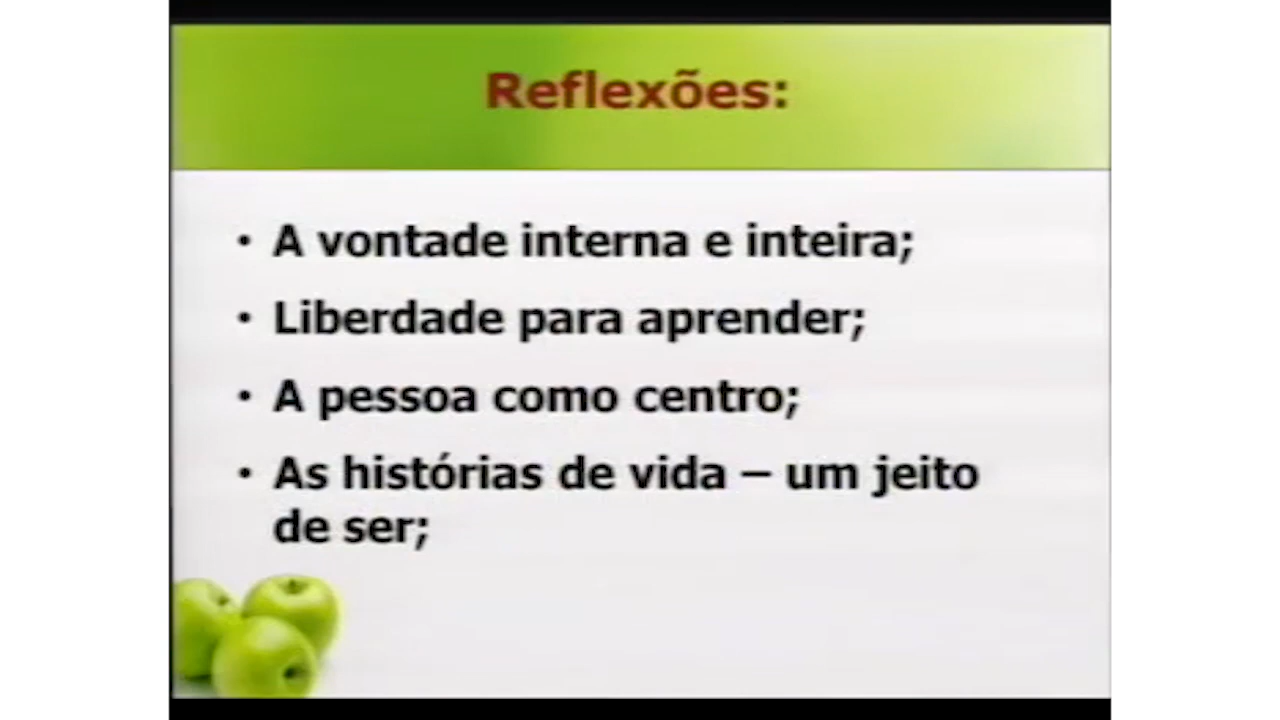 Reflexões:
• A vontade interna e inteira;
• Liberdade para aprender;
• A pessoa como centro;
• As histórias de vida – um jeito
de ser;